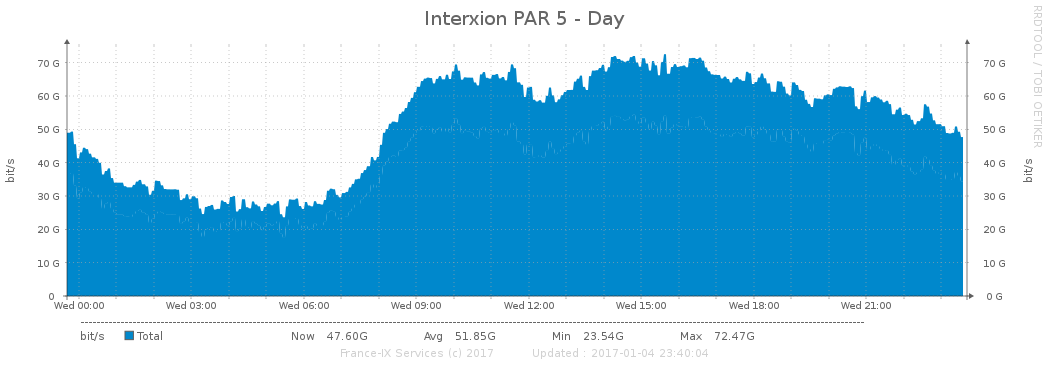 Interxion PAR 5 - Day
RRDTOOL / TOBI OETIKER
bit/s
70 G
60 G
50 G
40 G
30 G
20 G
10 G
0
70 G
60 G
50 G
40 G
30 G
20 G
10 G
0 G
bit/s
Wed 00:00 Wed 03:00 Wed 06:00 Wed 09:00 Wed 12:00 Wed 15:00 Wed 18:00 Wed 21:00
bit/s Total Now 47.60G Avg 51.85G Min 23.54G Max 72.47G
France-IX Services (c) 2017 Updated : 2017-01-04 23:40:04